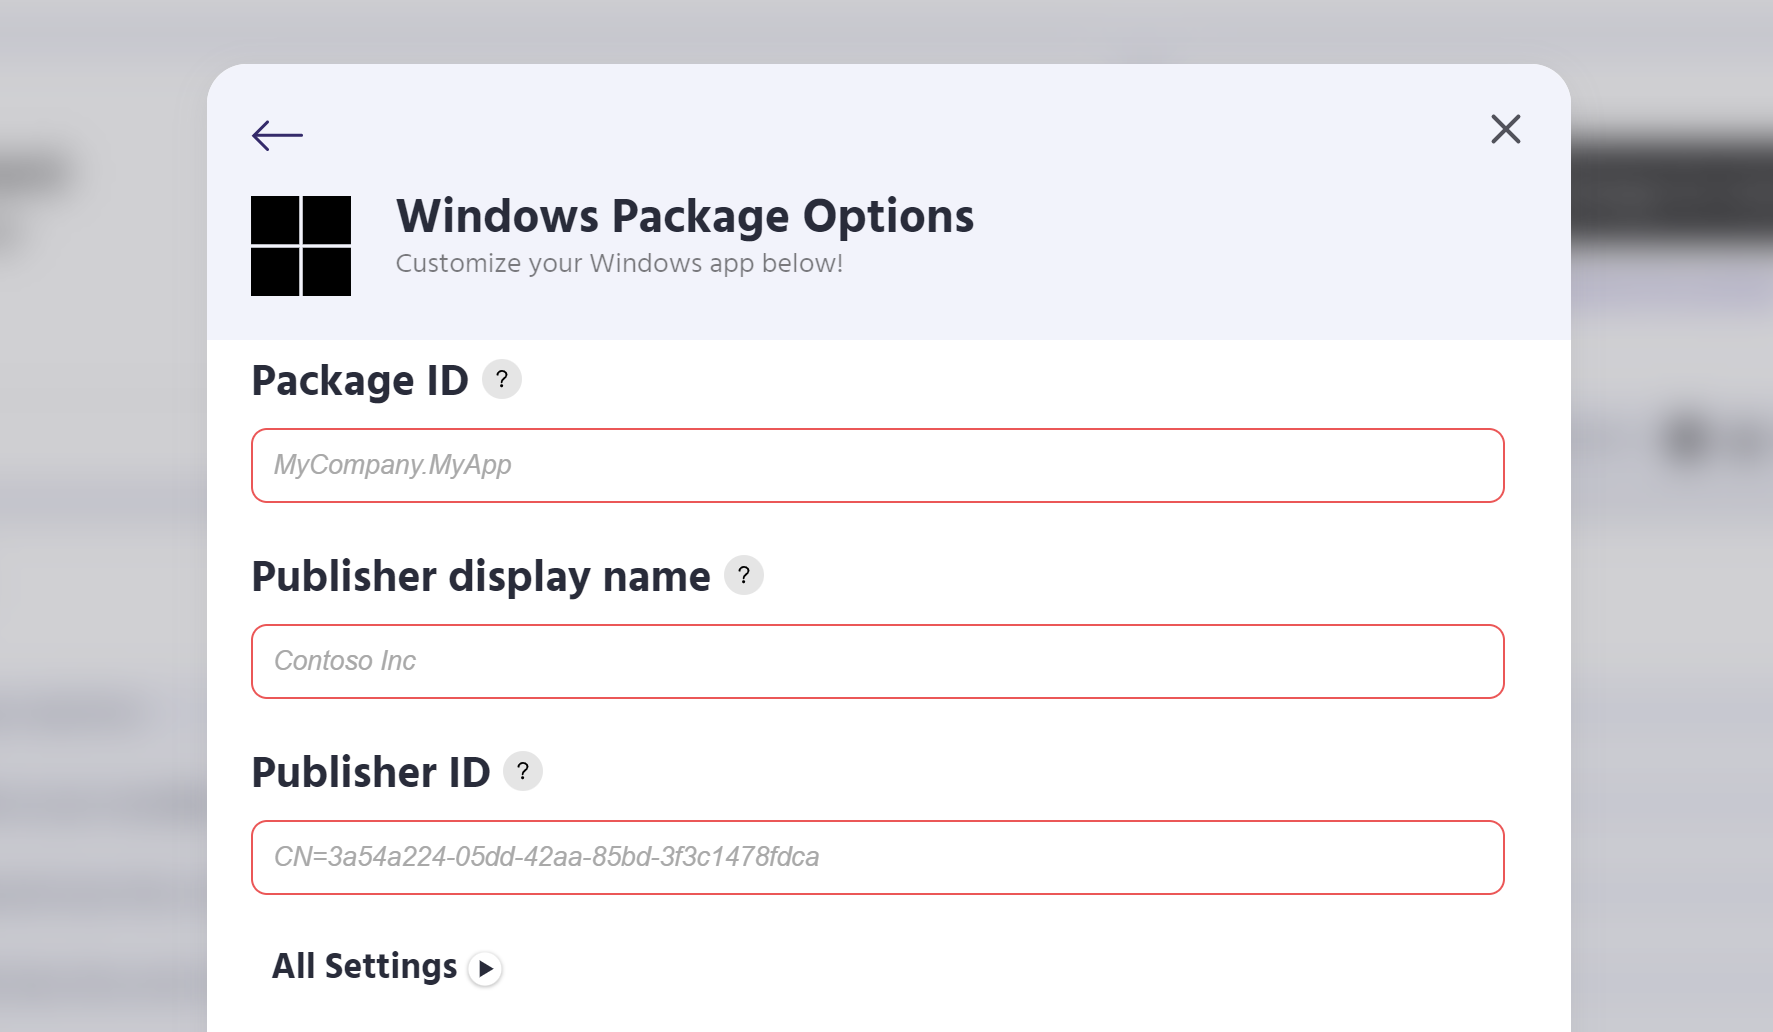 Windows Package Options
Customize your Windows app below!
Package ID ?
MyCompany.MyApp
Publisher display name ?
Contoso Inc
Publisher ID ?
CN=3a54a224-05dd-42aa-85bd-3f3c1478fdca
All Settings